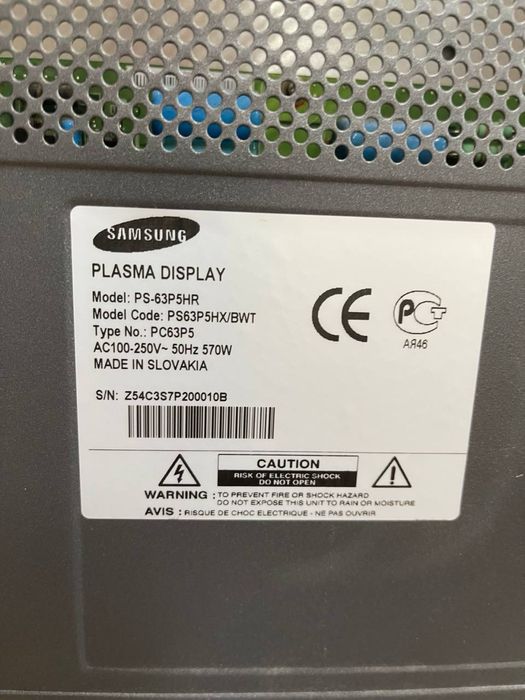 SAMSUNG
PLASMA DISPLAY
Model: PS-63P5HR
Model Code: PS63P5HX/BWT
Type No.: PC63P5
AC100-250V~ 50Hz 570W
MADE IN SLOVAKIA
S/N: Z54C3S7P200010B
CE
PCT
АЯ46
CAUTION
RISK OF ELECTRIC SHOCK
DO NOT OPEN
WARNING : TO PREVENT FIRE OR SHOCK HAZARD
DO NOT EXPOSE THIS UNIT TO RAIN OR MOISTURE
AVIS : RISQUE DE CHOC ELECTRIQUE - NE PAS OUVRIR